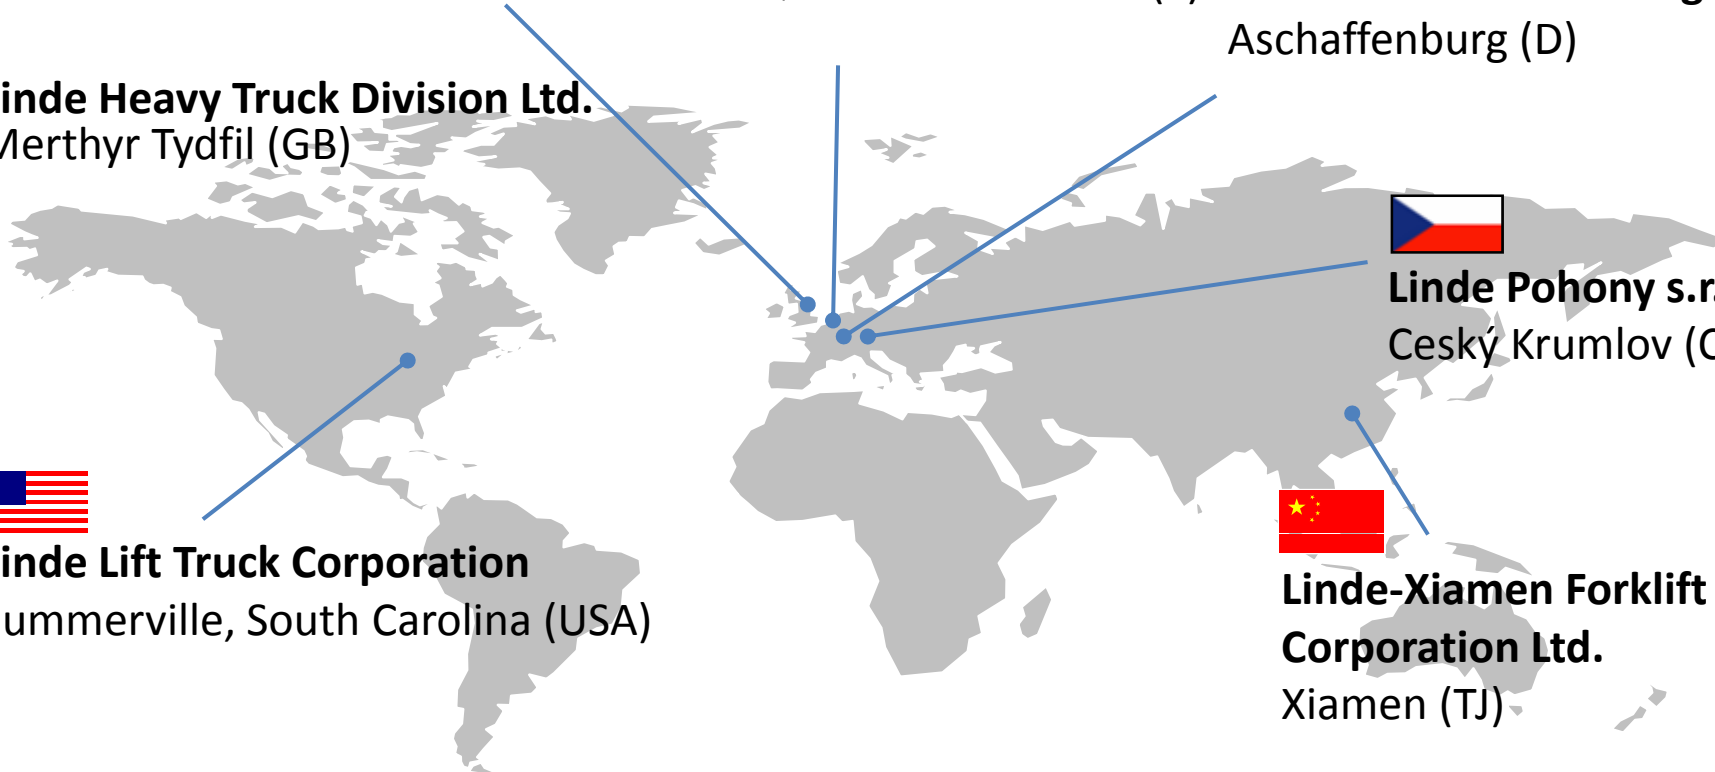 Aschaffenburg (D)
inde Heavy Truck Division Ltd.
Merthyr Tydfil (GB)
Linde Pohony s.r.
Ceský Krumlov (C
inde Lift Truck Corporation
ummerville, South Carolina (USA)
Linde-Xiamen Forklift
Corporation Ltd.
Xiamen (TJ)